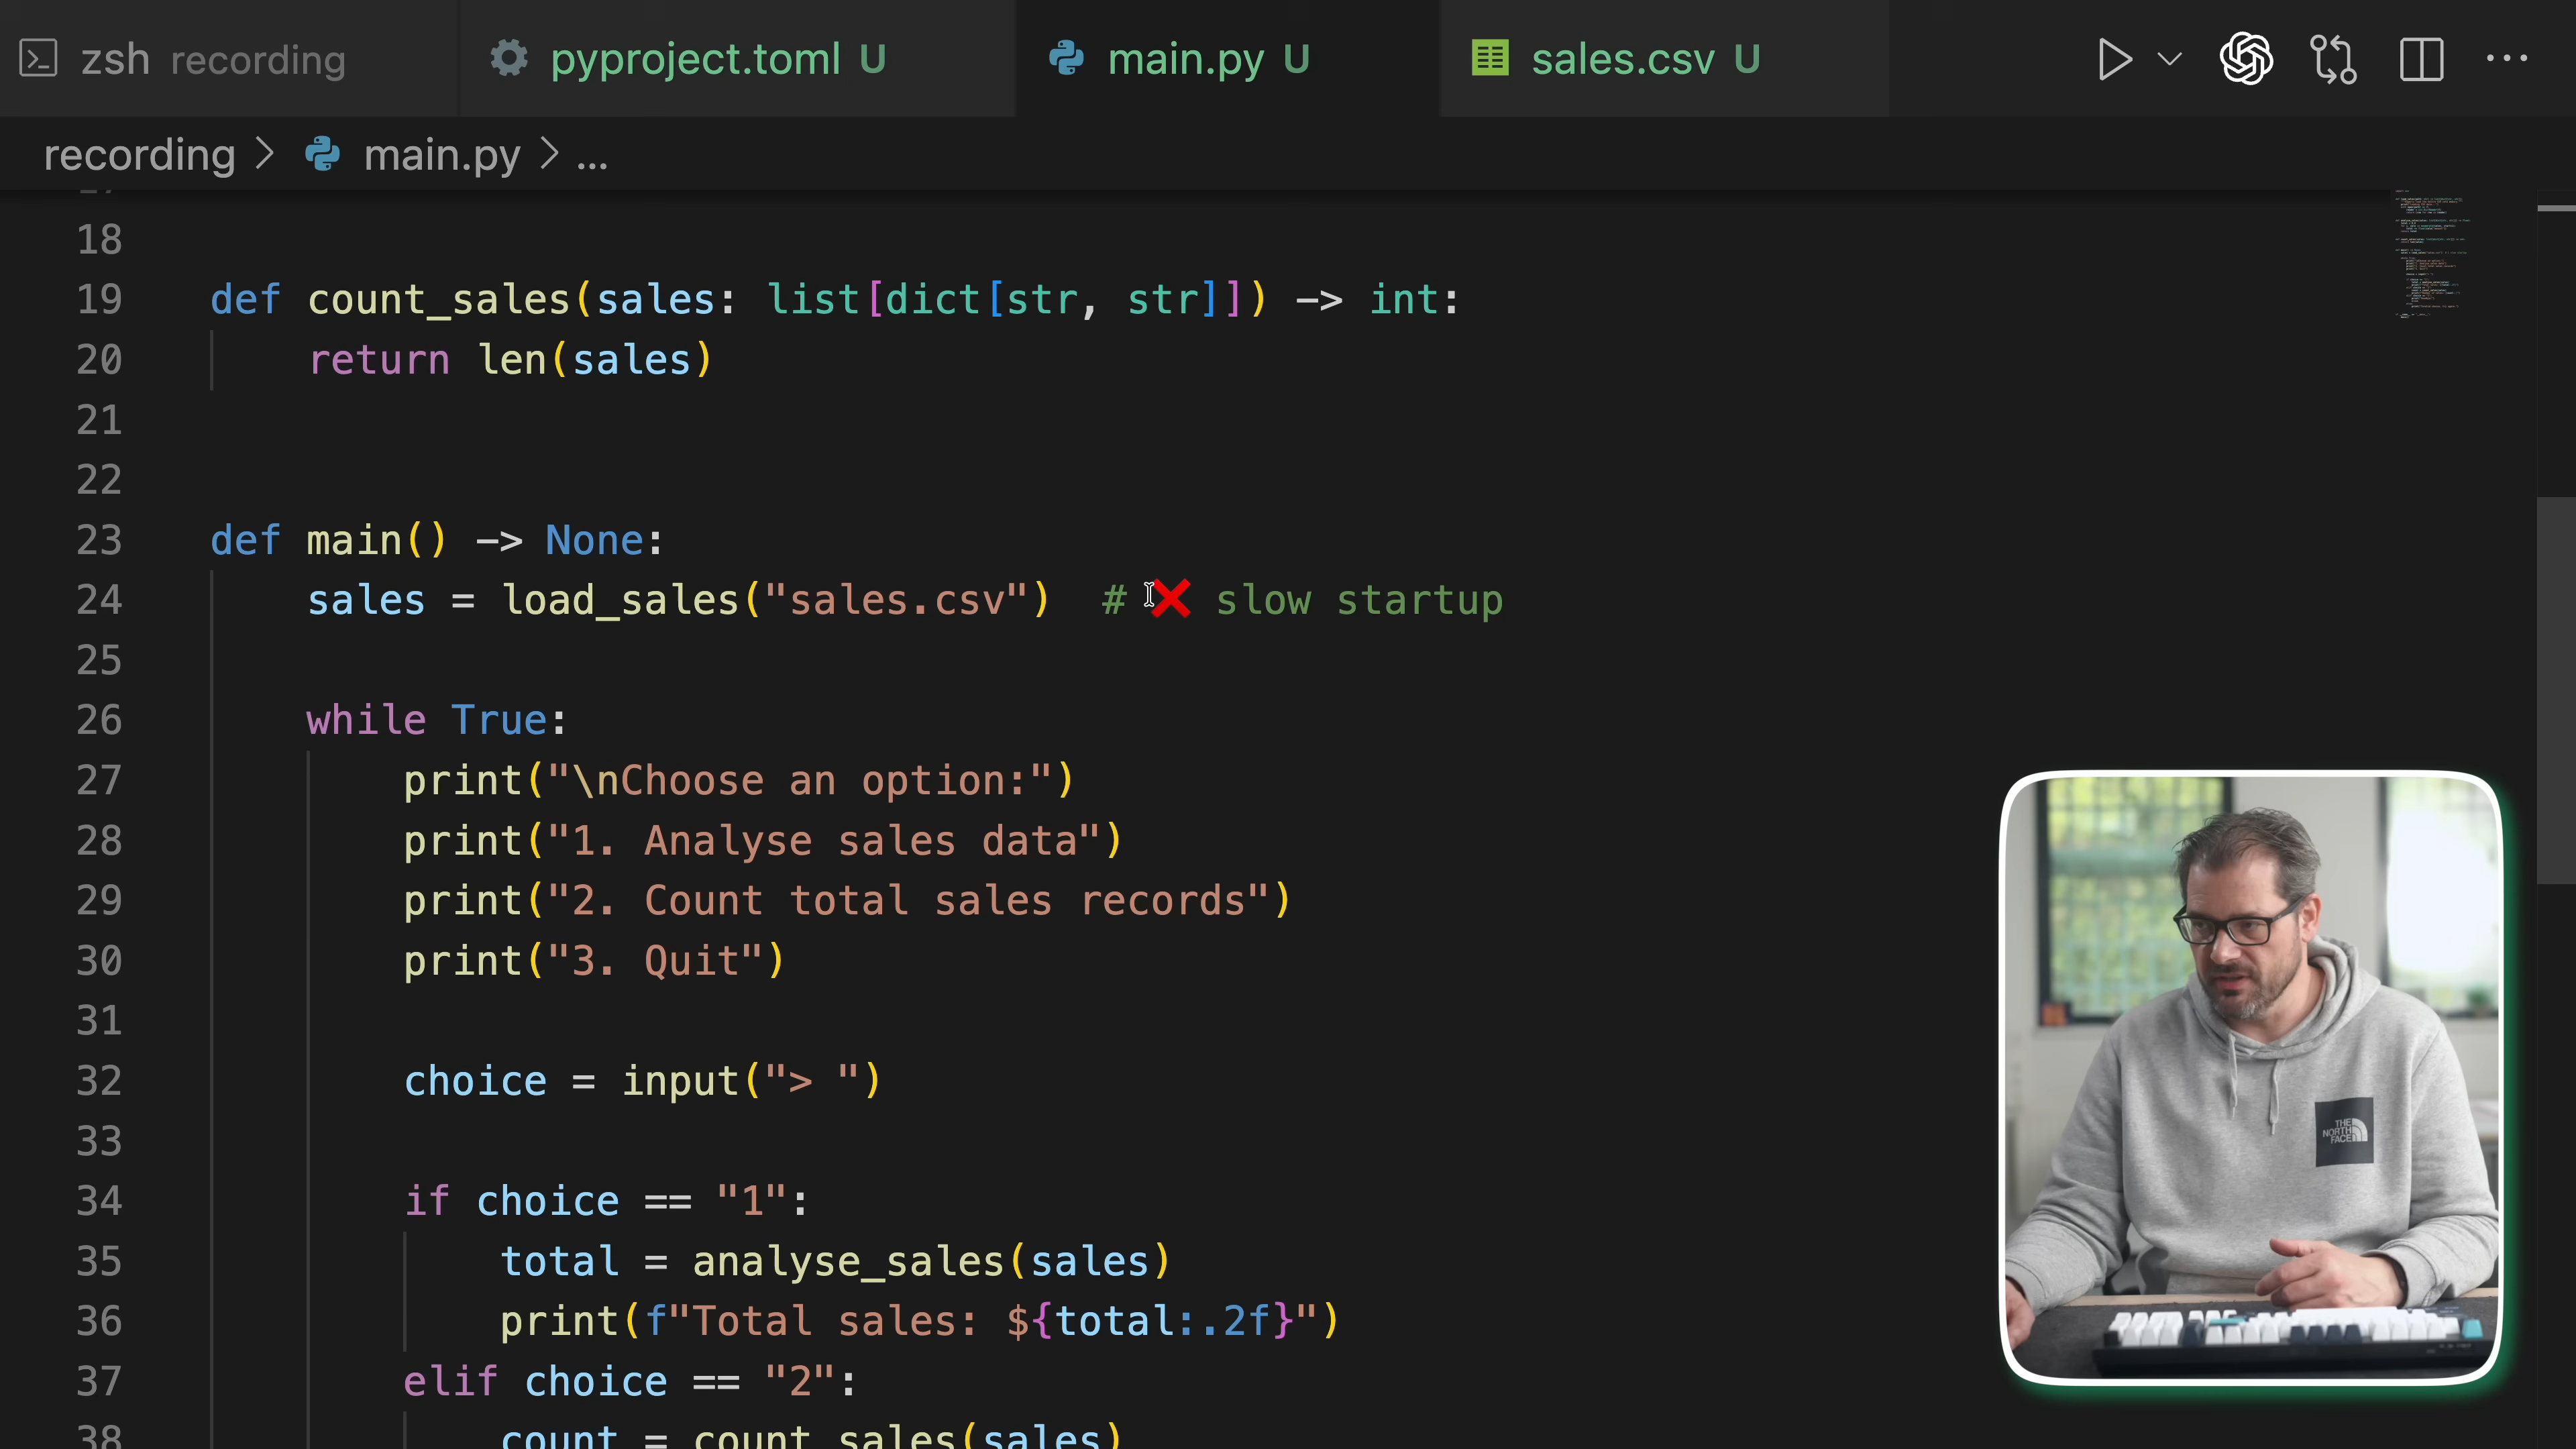 zsh recording
pyproject.toml U
main.py U
sales.csv U
recording > main.py > ...
18
19 def count_sales(sales: list[dict[str, str]]) -> int:
20 return len(sales)
21
22
23 def main() -> None:
24 sales = load_sales("sales.csv") # ❌ slow startup
25
26 while True:
27 print("\nChoose an option:")
28 print("1. Analyse sales data")
29 print("2. Count total sales records")
30 print("3. Quit")
31
32 choice = input("> ")
33
34 if choice == "1":
35 total = analyse_sales(sales)
36 print(f"Total sales: ${total:.2f}")
37 elif choice == "2":
38 count = count_sales(sales)
THE
NORTH
FACE